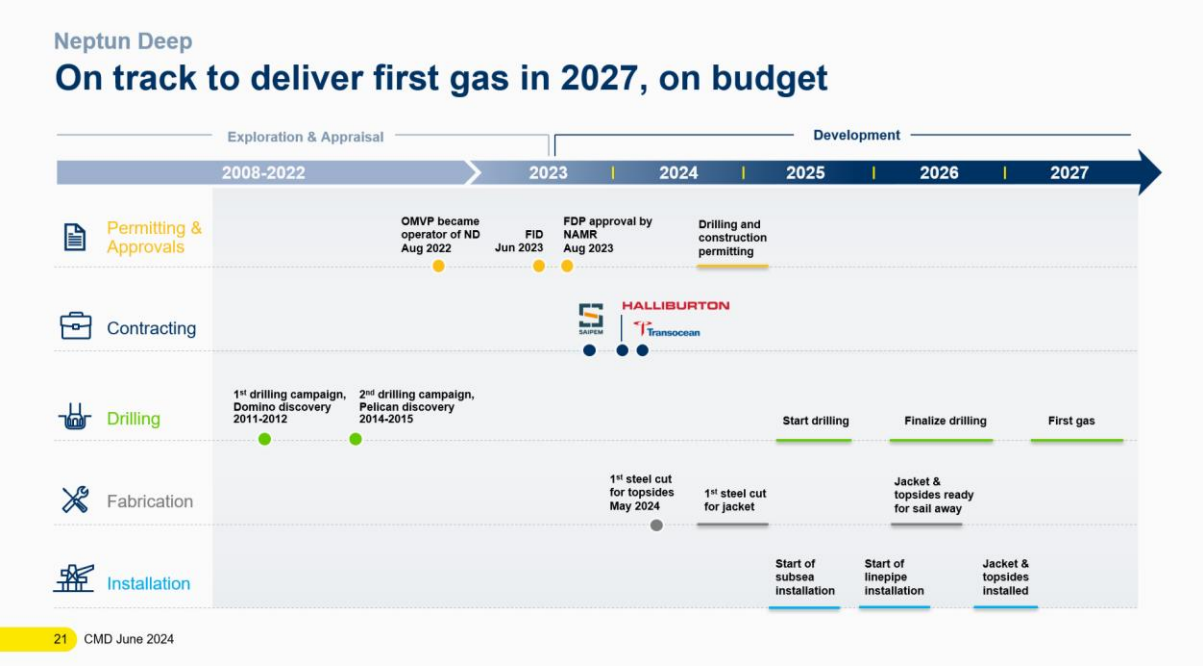 Neptun Deep
On track to deliver first gas in 2027, on budget
Exploration & Appraisal
Development
2008-2022
2023
2024
2025
2026
2027
Permitting &
Approvals
OMVP became
operator of ND
Aug 2022
FID
Jun 2023
FDP approval by
NAMR
Aug 2023
Drilling and
construction
permitting
Contracting
SAIPEM
HALLIBURTON
Transocean
Drilling
1st drilling campaign,
Domino discovery
2011-2012
2nd drilling campaign,
Pelican discovery
2014-2015
Start drilling
Finalize drilling
First gas
Fabrication
1st steel cut
for topsides
May 2024
1st steel cut
for jacket
Jacket &
topsides ready
for sail away
Installation
Start of
subsea
installation
Start of
linepipe
installation
Jacket &
topsides
installed
21 CMD June 2024